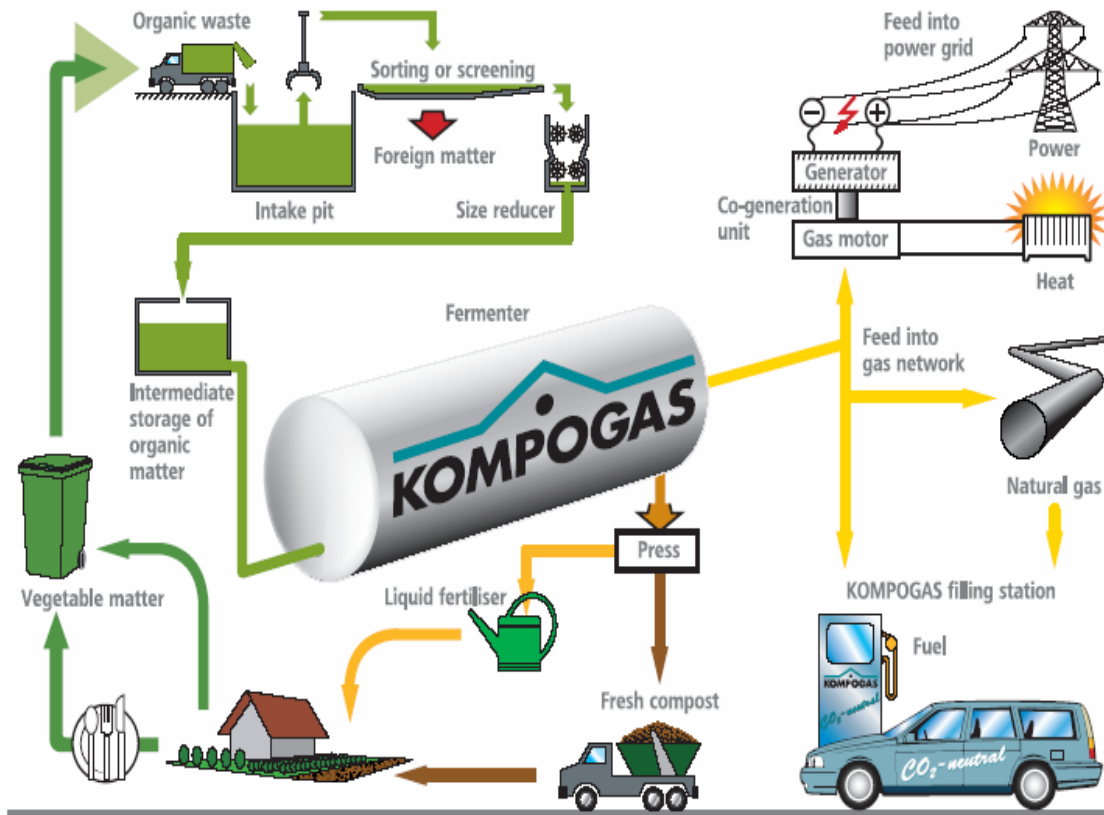 Organic waste
Sorting or screening
Foreign matter
Intake pit
Size reducer
Feed into
power grid
Power
Generator
Co-generation
unit
Gas motor
Heat
Fermenter
KOMPOGAS
Intermediate
storage of
organic
matter
Feed into
gas network
Natural gas
Vegetable matter
Press
Liquid fertiliser
Fresh compost
KOMPOGAS filling station
Fuel
KOMPOGAS
CO₂-neutral
CO₂-neutral